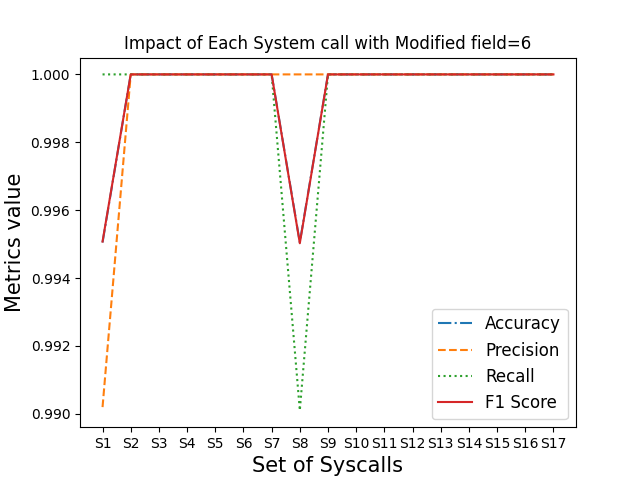 Impact of Each System call with Modified field=6
Metrics value
1.000
0.998
0.996
0.994
0.992
0.990
Accuracy
Precision
Recall
F1 Score
S1 S2 S3 S4 S5 S6 S7 S8 S9 S10 S11 S12 S13 S14 S15 S16 S17
Set of Syscalls